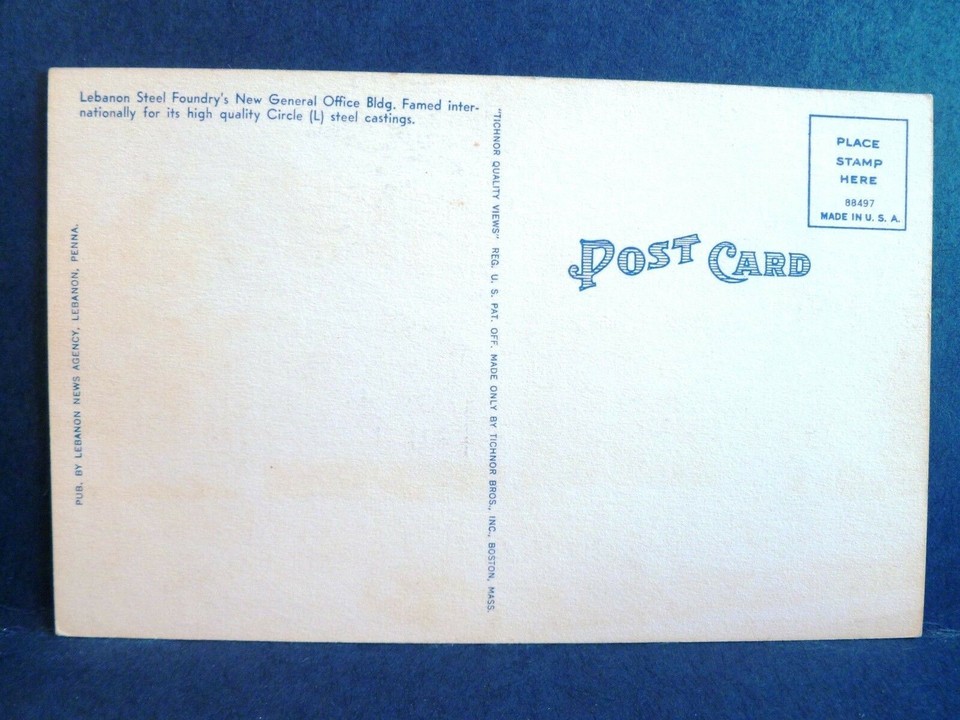 Lebanon Steel Foundry's New General Office Bldg. Famed inter-
nationally for its high quality Circle (L) steel castings.
PUB. BY LEBANON NEWS AGENCY, LEBANON, PENNA.
"TICHNOR QUALITY VIEWS" REG. U. S. PAT. OFF. MADE ONLY BY TICHNOR BROS., INC., BOSTON, MASS.
POST CARD
PLACE
STAMP
HERE
88497
MADE IN U. S. A.